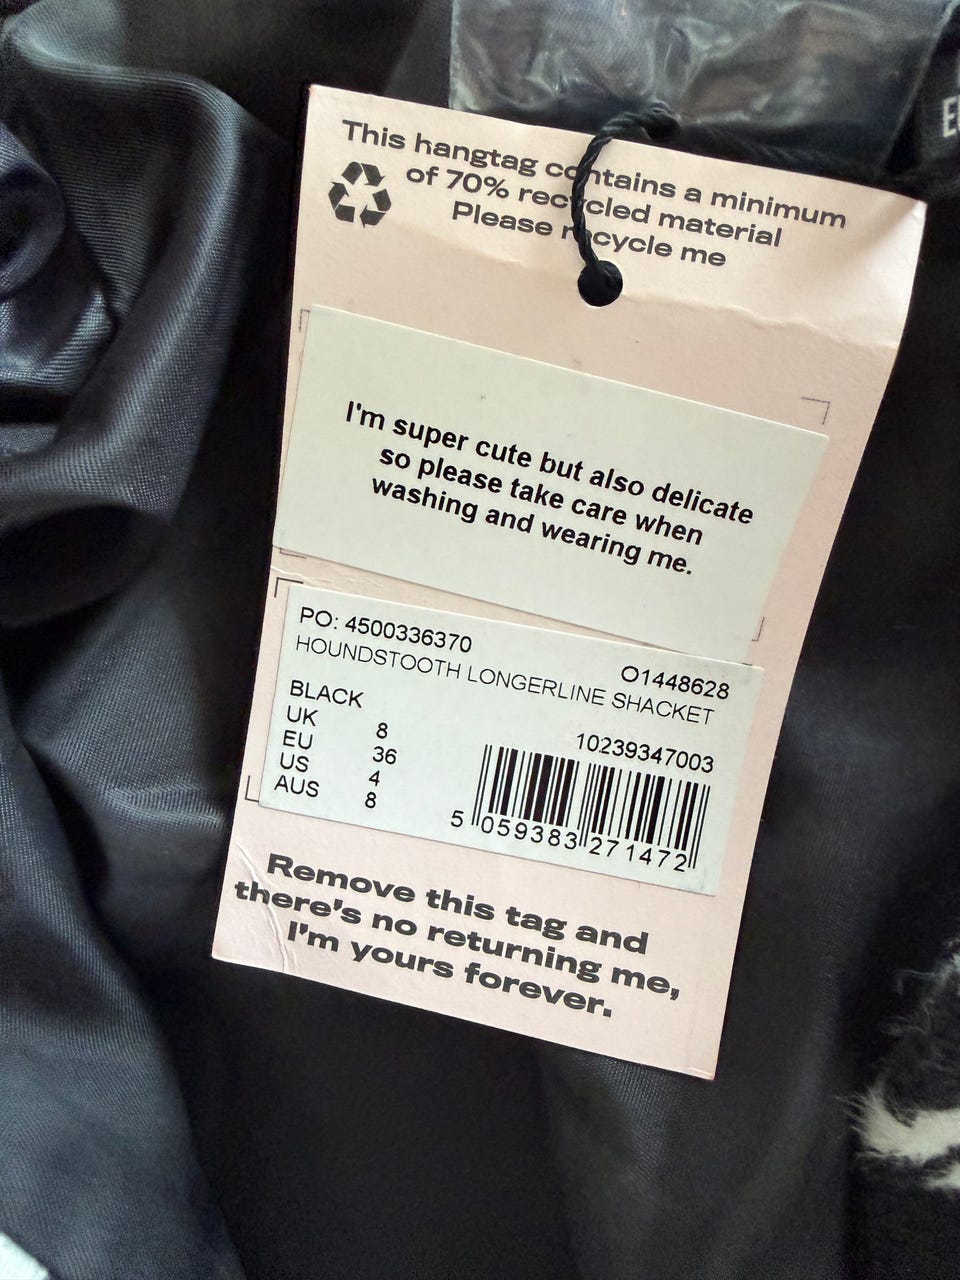 This hangtag contains a minimum
of 70% recycled material
Please recycle me
I'm super cute but also delicate
so please take care when
washing and wearing me.
PO: 4500336370 O1448628
HOUNDSTOOTH LONGERLINE SHACKET
BLACK
UK 8
EU 36
US 4
AUS 8
10239347003
5 059383 271472
Remove this tag and
there's no returning me,
I'm yours forever.